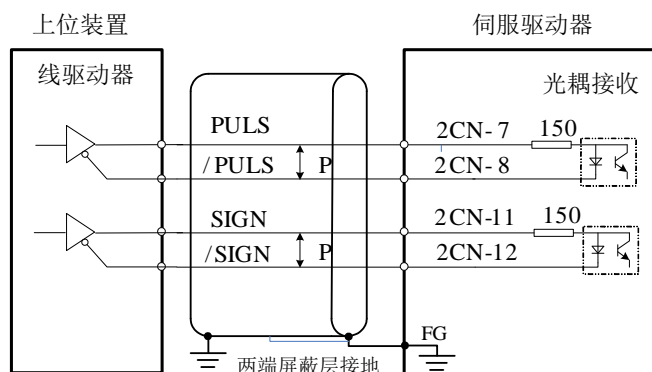 上位装置
伺服驱动器
线驱动器
光耦接收
PULS
2CN-7
150
/PULS
P
2CN-8
SIGN
2CN-11
150
/SIGN
P
2CN-12
FG
两端屏蔽层接地